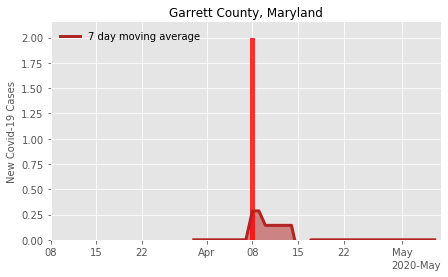 Garrett County, Maryland
7 day moving average
New Covid-19 Cases
2.00
1.75
1.50
1.25
1.00
0.75
0.50
0.25
0.00
08 15 22 Apr 08 15 22 May
2020-May